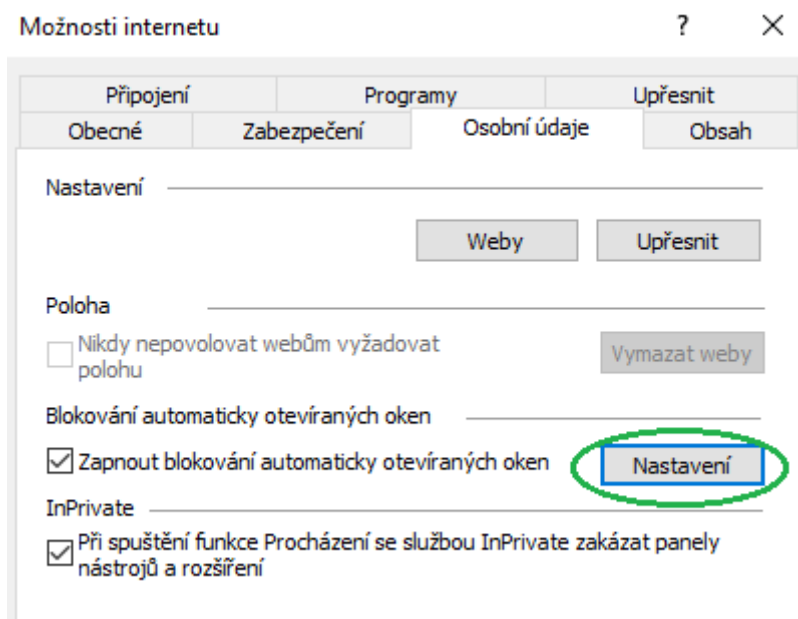 Možnosti internetu ?
Připojení Programy Upřesnit
Obecné Zabezpečení Osobní údaje Obsah
Nastavení
Weby Upřesnit
Poloha
Nikdy nepovolovat webům vyžadovat
polohu
Vymazat weby
Blokování automaticky otevíraných oken
Zapnout blokování automaticky otevíraných oken Nastavení
InPrivate
Při spuštění funkce Procházení se službou InPrivate zakázat panely
nástrojů a rozšíření